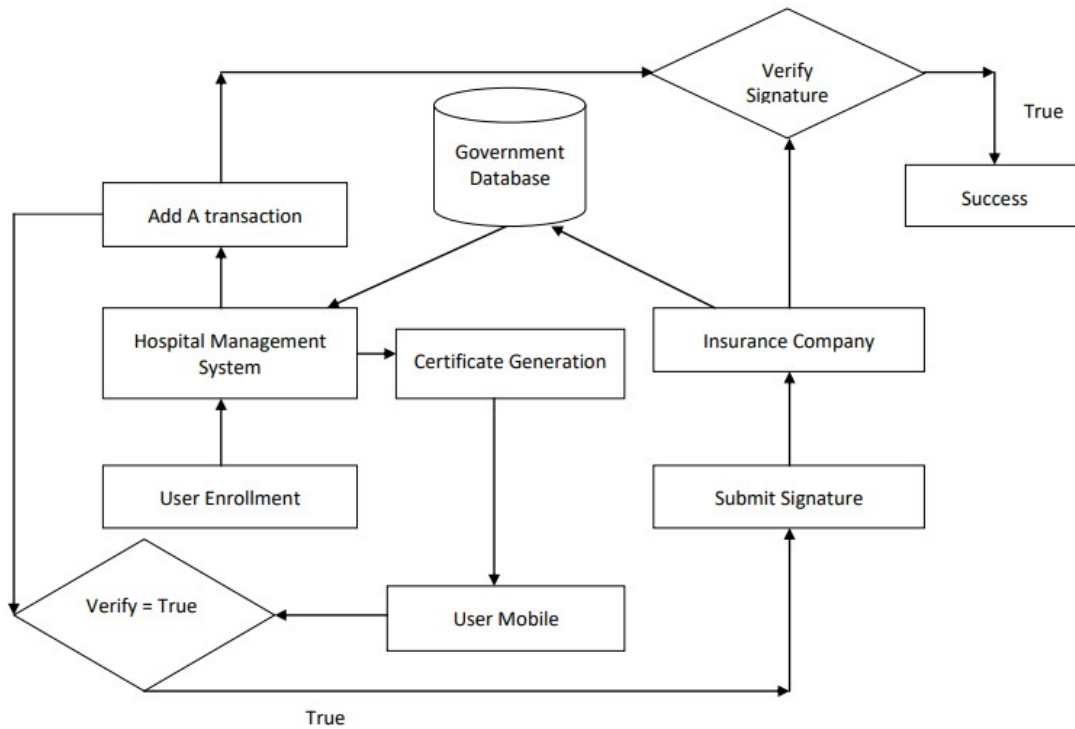 Verify
Signature
True
Government
Database
Success
Add A transaction
Hospital Management
System
Certificate Generation
Insurance Company
User Enrollment
Submit Signature
Verify = True
User Mobile
True